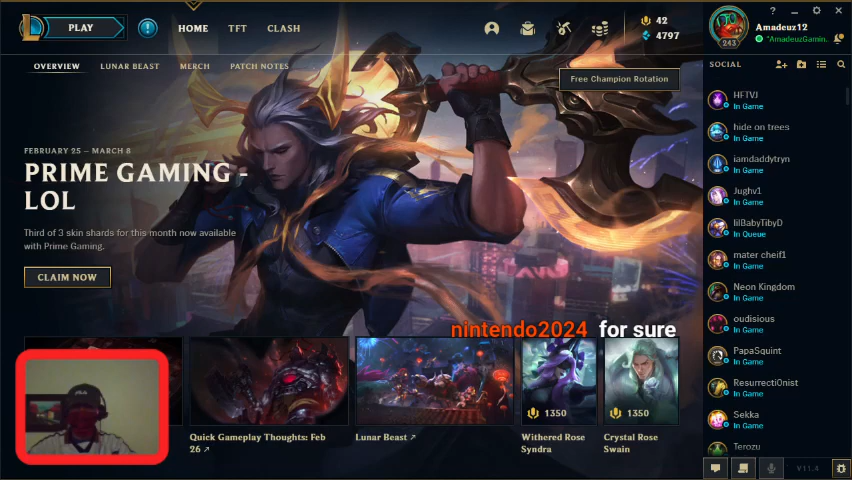 PLAY
HOME
TFT
CLASH
42
4797
243
Amadeuz12
"AmadeuzGamin.
OVERVIEW
LUNAR BEAST
MERCH
PATCH NOTES
Free Champion Rotation
FEBRUARY 25 – MARCH 8
PRIME GAMING -
LOL
Third of 3 skin shards for this month now available
with Prime Gaming.
CLAIM NOW
nintendo2024 for sure
Quick Gameplay Thoughts: Feb
26
Lunar Beast
1350
Withered Rose
Syndra
1350
Crystal Rose
Swain
SOCIAL
HFTVJ
In Game
hide on trees
In Game
iamdaddytryn
In Game
Jughv1
In Game
lilBabyTibyD
In Queue
mater cheif1
In Game
Neon Kingdom
In Game
oudisious
In Game
PapaSquint
In Game
Resurrecti0nist
In Game
Sekka
In Game
Terozu
V11.4